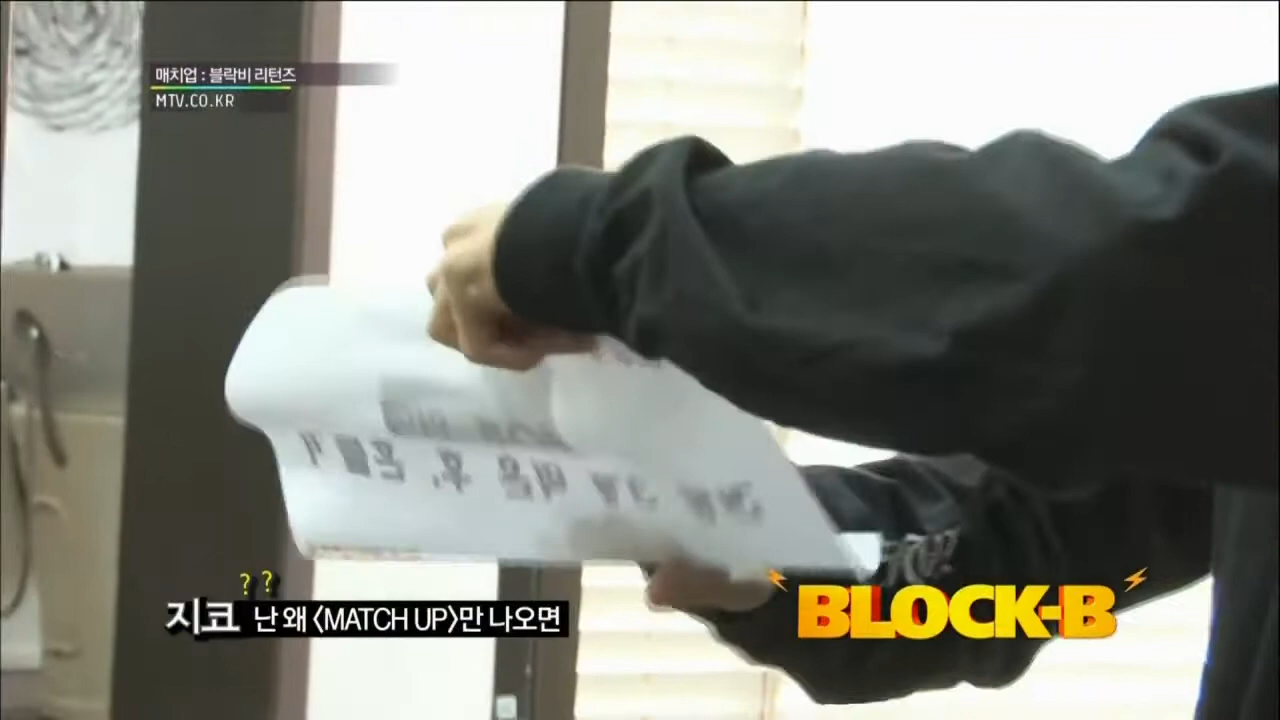 매치업 : 블락비 리턴즈
MTV.CO.KR
? ?
지코 난 왜 <MATCH UP>만 나오면
BLOCK-B